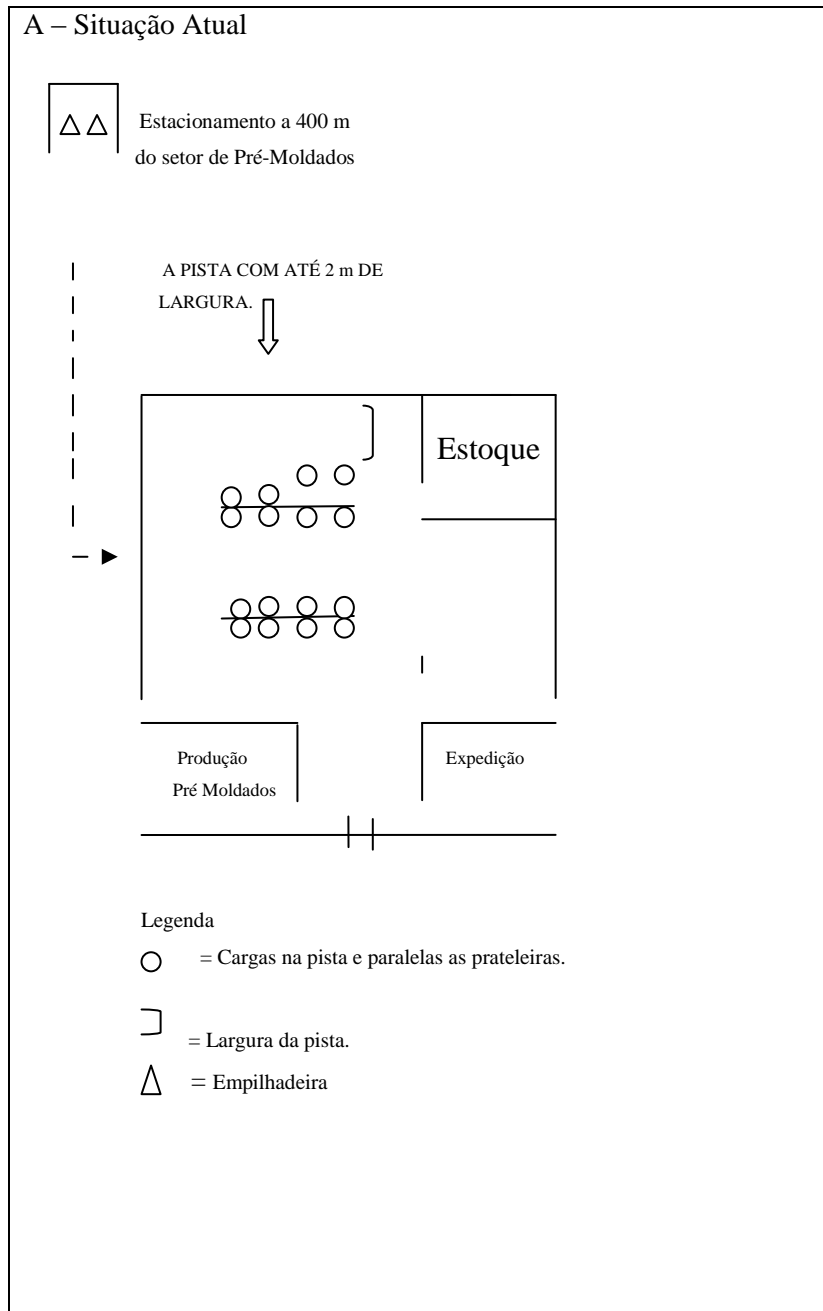 A – Situação Atual
Estacionamento a 400 m
do setor de Pré-Moldados
A PISTA COM ATÉ 2 m DE
LARGURA.
Estoque
Produção
Pré Moldados
Expedição
Legenda
= Cargas na pista e paralelas as prateleiras.
= Largura da pista.
= Empilhadeira